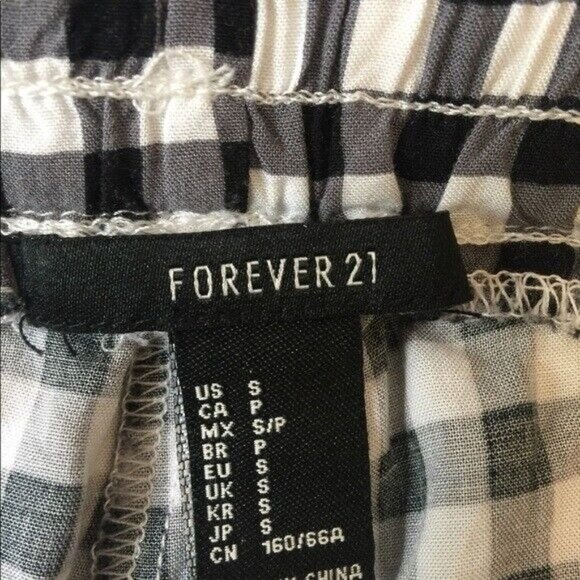 FOREVER 21
US S
CA P
MX S/P
BR P
EU S
UK S
KR S
JP S
CN 160/66A
CHINA